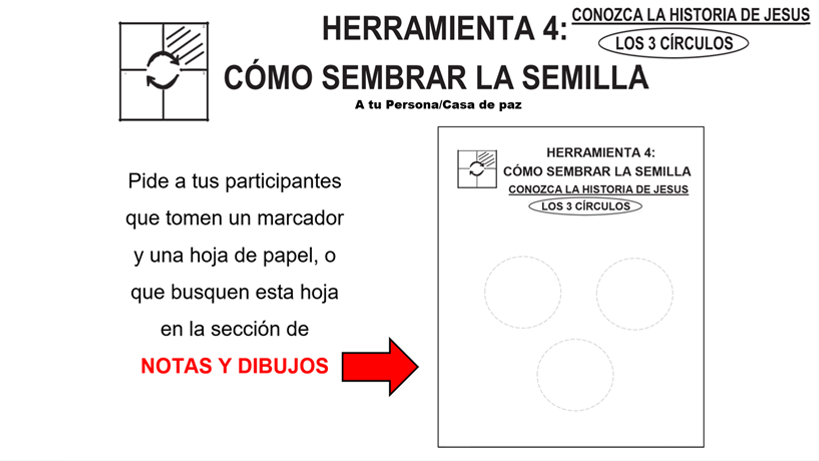 HERRAMIENTA 4:
CONOZCA LA HISTORIA DE JESUS
LOS 3 CÍRCULOS
CÓMO SEMBRAR LA SEMILLA
A tu Persona/Casa de paz
Pide a tus participantes
que tomen un marcador
y una hoja de papel, o
que busquen esta hoja
en la sección de
NOTAS Y DIBUJOS
HERRAMIENTA 4:
CÓMO SEMBRAR LA SEMILLA
CONOZCA LA HISTORIA DE JESUS
LOS 3 CÍRCULOS